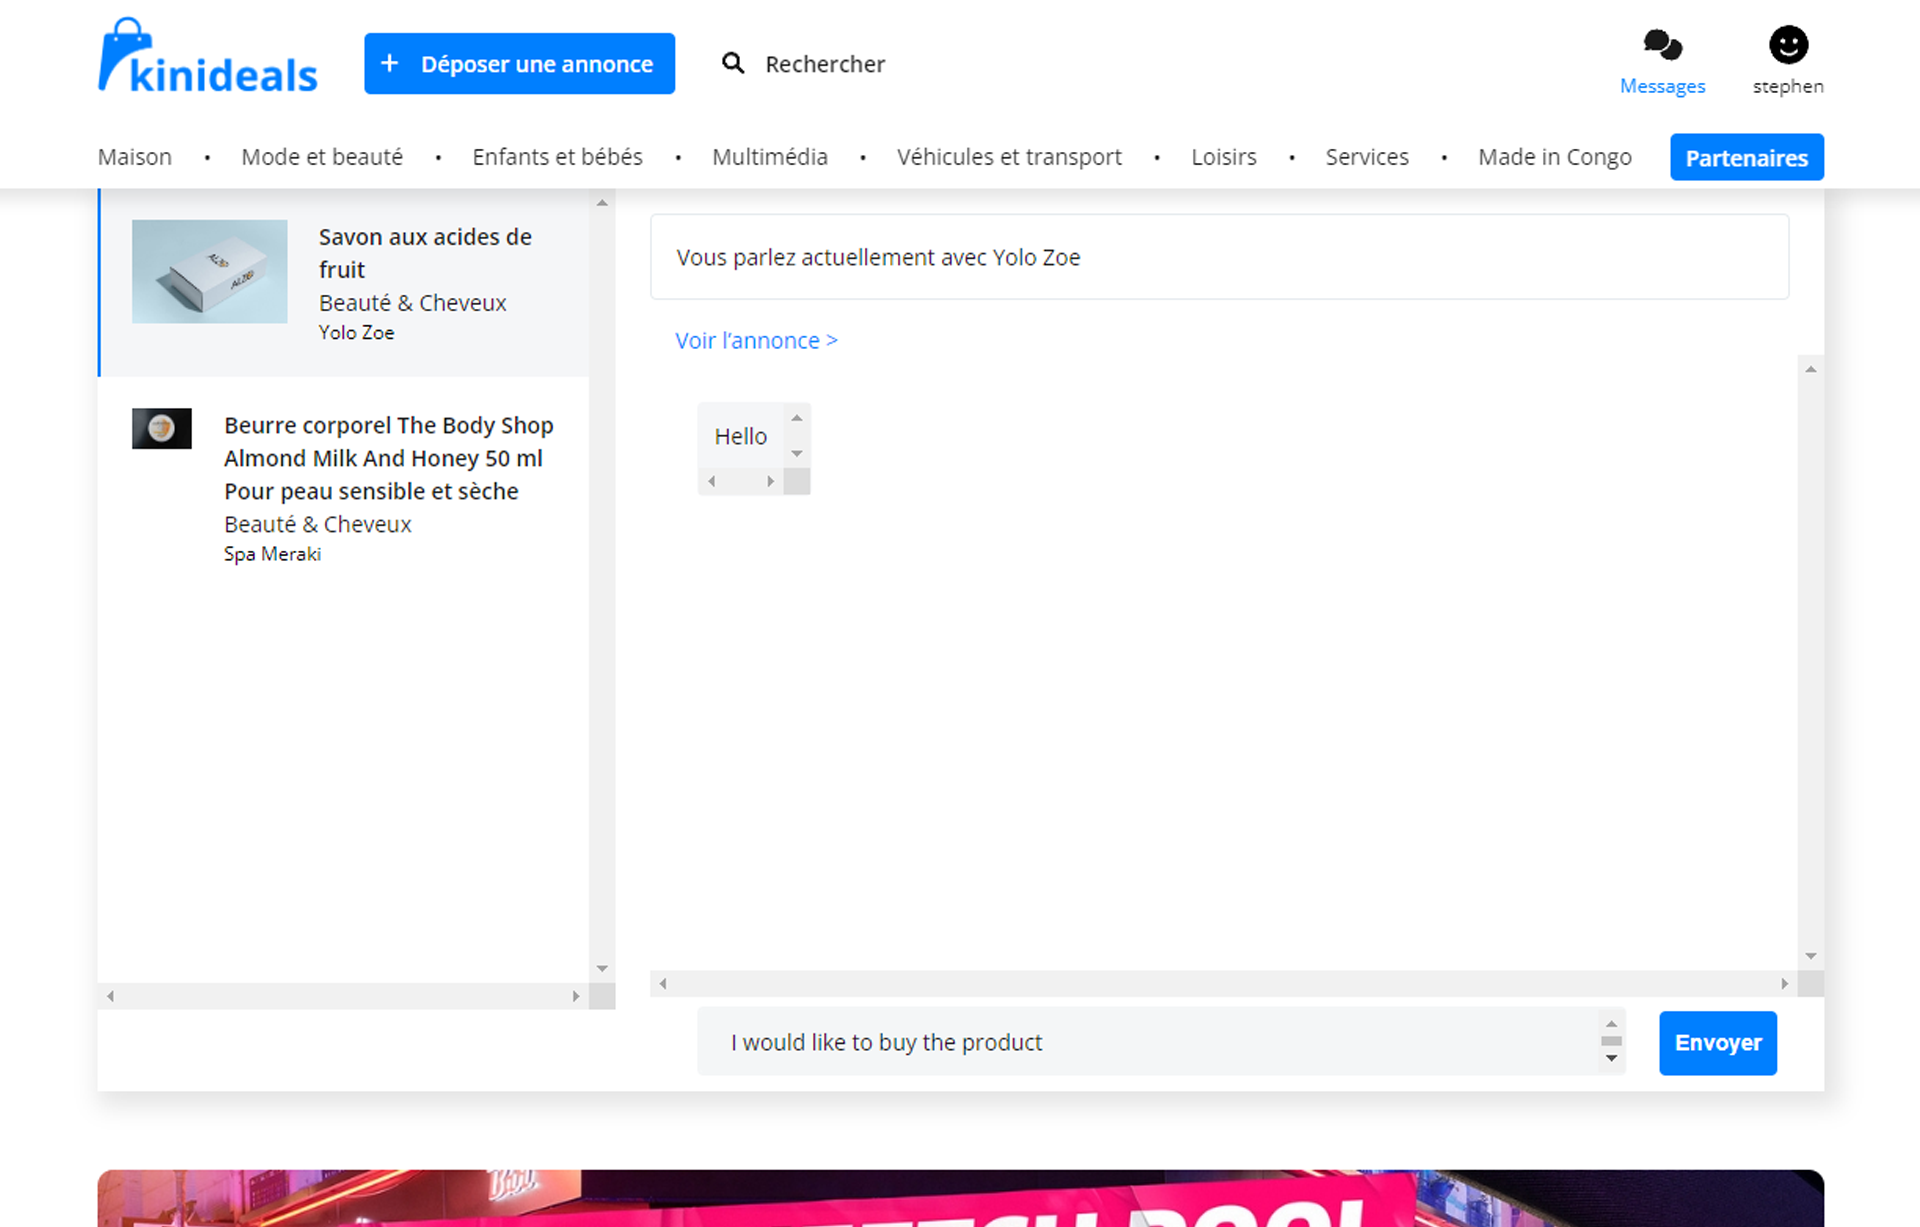 kinideals
+ Déposer une annonce
Rechercher
Messages
stephen
Maison • Mode et beauté • Enfants et bébés • Multimédia • Véhicules et transport • Loisirs • Services • Made in Congo
Partenaires
Savon aux acides de
fruit
Beauté & Cheveux
Yolo Zoe
Beurre corporel The Body Shop
Almond Milk And Honey 50 ml
Pour peau sensible et sèche
Beauté & Cheveux
Spa Meraki
Vous parlez actuellement avec Yolo Zoe
Voir l'annonce >
Hello
I would like to buy the product
Envoyer